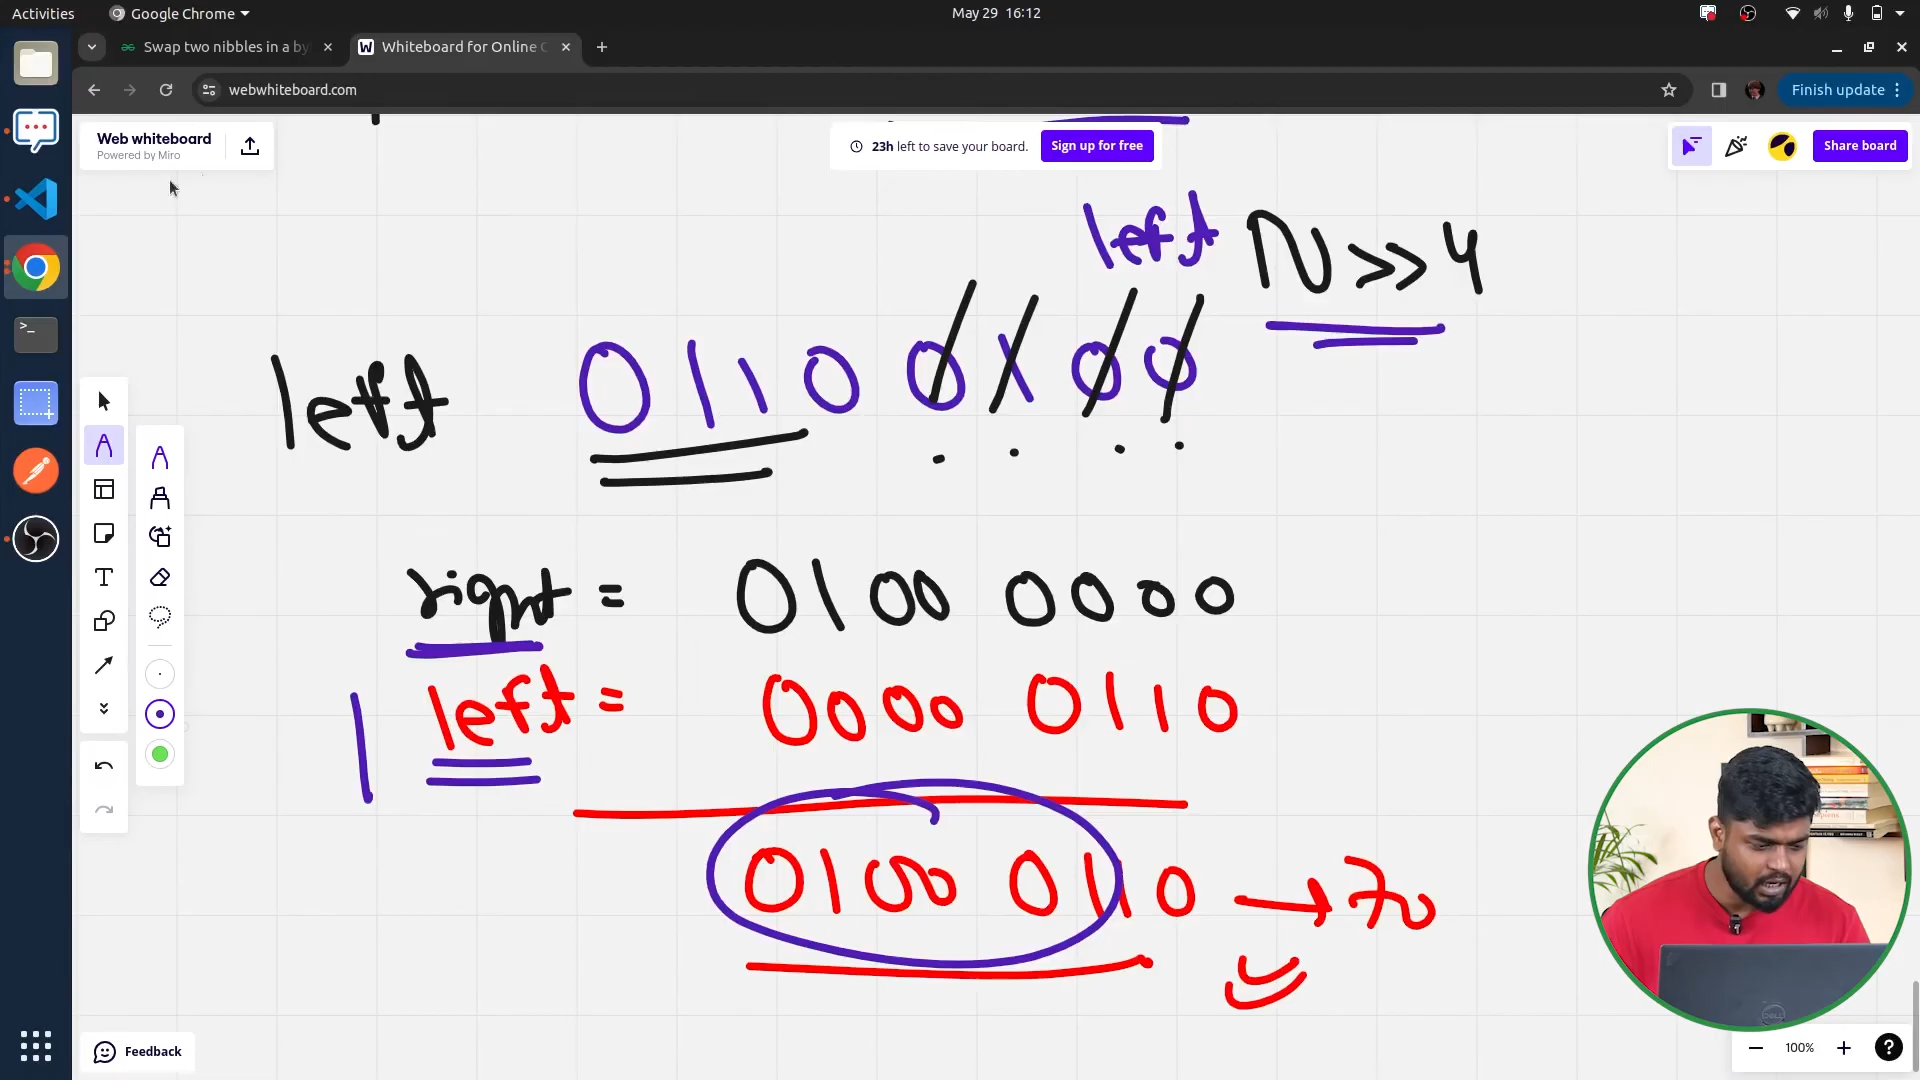 Activities
Google Chrome
May 29 16:12
Swap two nibbles in a by
Whiteboard for Online C
webwhiteboard.com
Finish update
Web whiteboard
Powered by Miro
23h left to save your board.
Sign up for free
Share board
left N>>4
left 0110 0100
right = 0100 0000
| left = 0000 0110
0100 0110 → 70
Feedback
100%